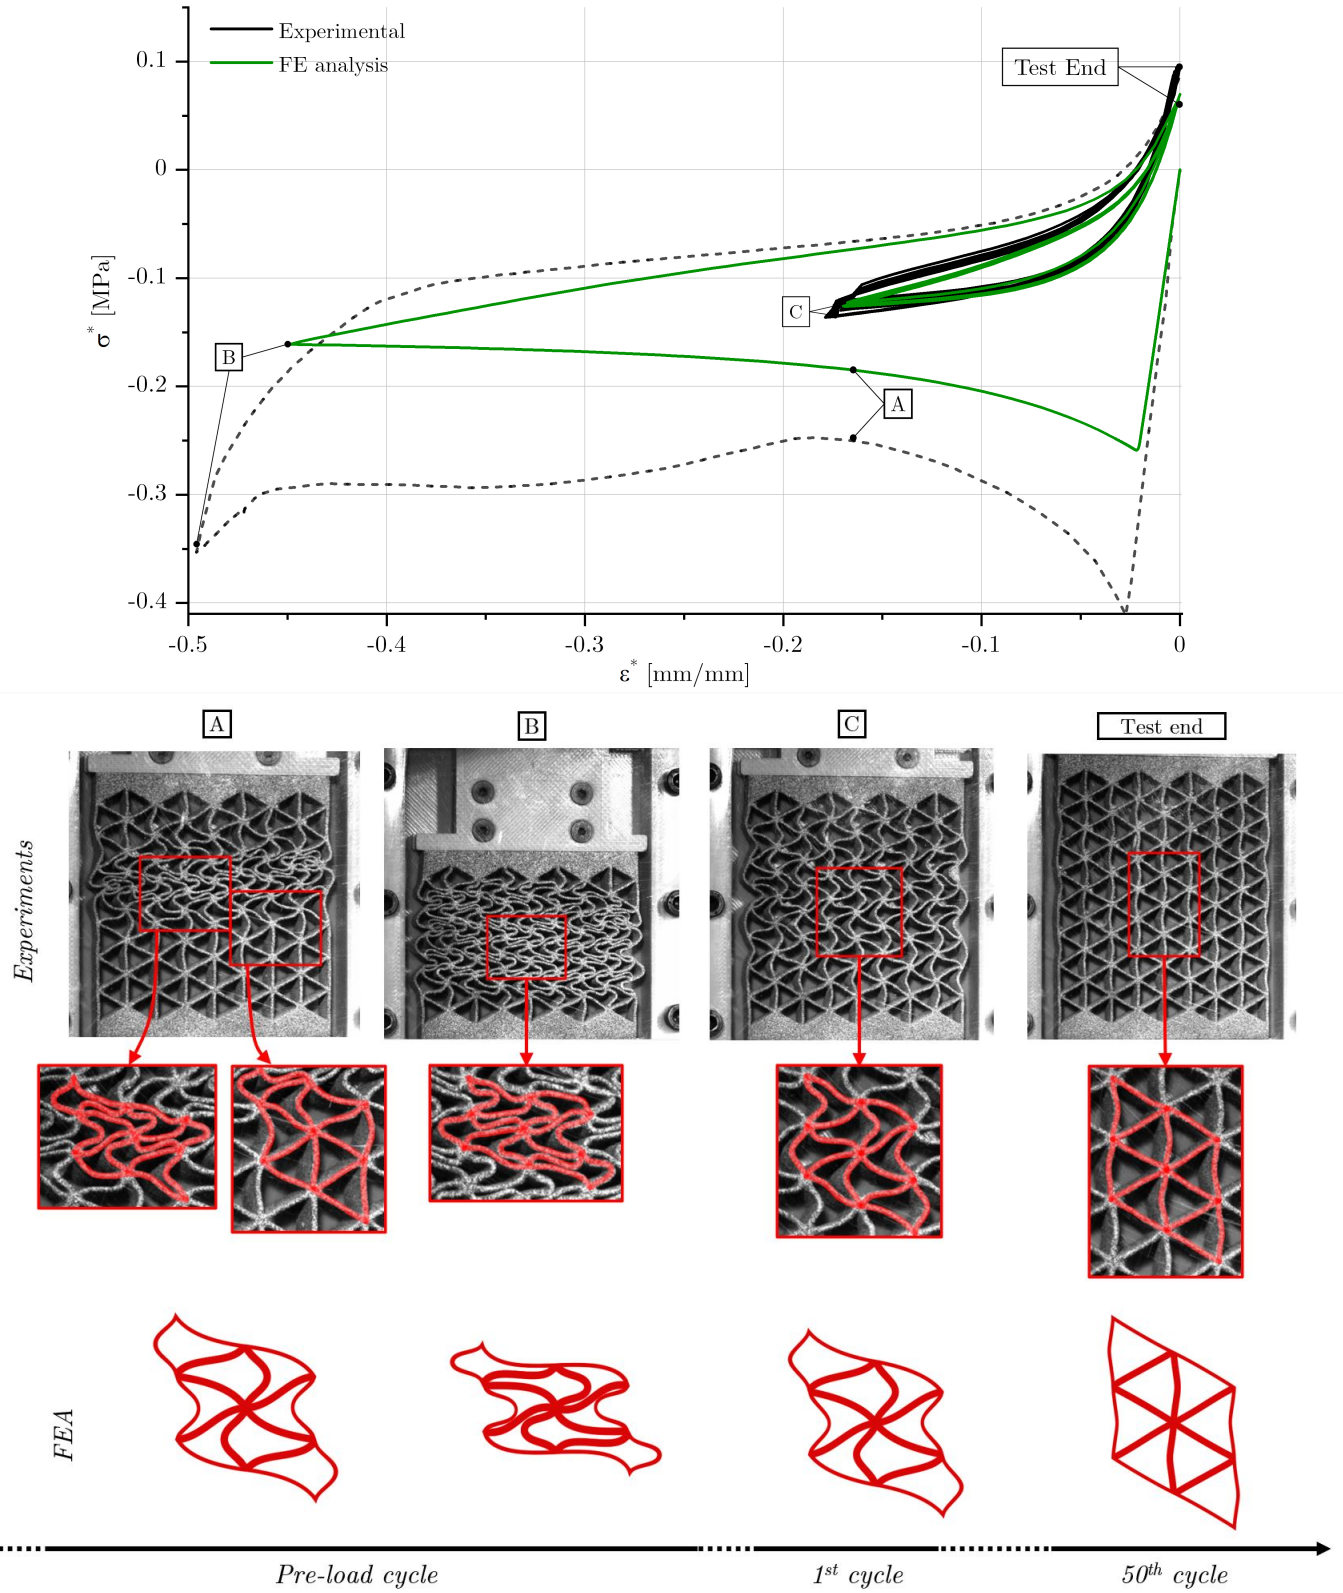 Experimental
FE analysis
Test End
0.1
0
-0.1
-0.2
-0.3
-0.4
σ* [MPa]
B
C
A
-0.5
-0.4
-0.3
-0.2
-0.1
0
ε* [mm/mm]
A
B
C
Test end
Experiments
FEA
Pre-load cycle
1st cycle
50th cycle